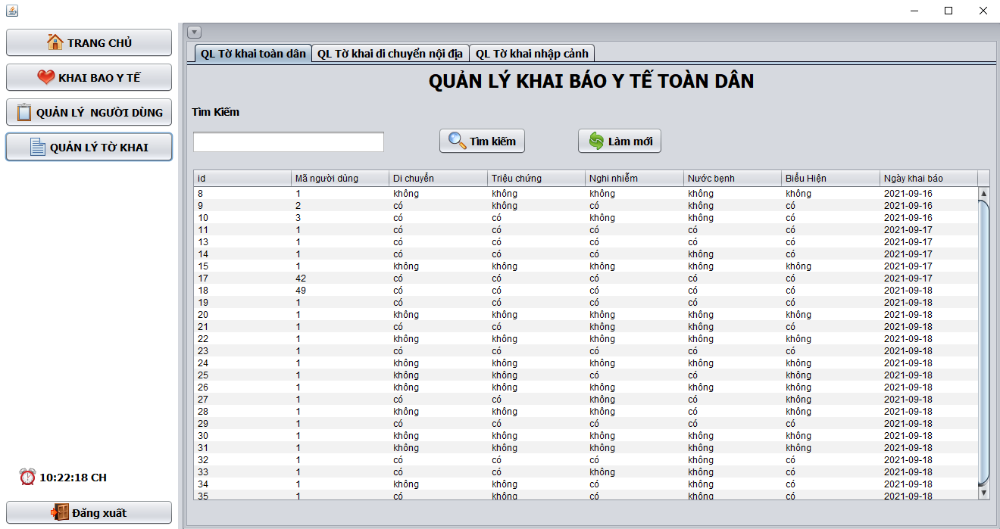 TRANG CHỦ
KHAI BAO Y TẾ
QUẢN LÝ  NGƯỜI DÙNG
QUẢN LÝ TỜ KHAI
10:22:18 CH
Đăng xuất
QL Tờ khai toàn dân QL Tờ khai di chuyển nội địa QL Tờ khai nhập cảnh
QUẢN LÝ KHAI BÁO Y TẾ TOÀN DÂN
Tìm Kiếm
Tìm kiếm Làm mới
id Mã người dùng Di chuyển Triệu chứng Nghi nhiễm Nước bệnh Biểu Hiện Ngày khai báo
8 1 không không không không không 2021-09-16
9 2 có không có không có 2021-09-16
10 3 có có không không có 2021-09-16
11 1 có có có có có 2021-09-17
13 1 có có có có có 2021-09-17
14 1 có có có không có 2021-09-17
15 1 không không không không không 2021-09-17
17 42 có có có có có 2021-09-17
18 49 có có có có có 2021-09-18
19 1 có có có có có 2021-09-18
20 1 không không không không không 2021-09-18
21 1 có có không không có 2021-09-18
22 1 không không không không không 2021-09-18
23 1 có có có có có 2021-09-18
24 1 không không không không không 2021-09-18
25 1 không không có có không 2021-09-18
26 1 không không không không không 2021-09-18
27 1 có có không có không 2021-09-18
28 1 không không không có không 2021-09-18
29 1 có có có có có 2021-09-18
30 1 không không không không không 2021-09-18
31 1 không không không không không 2021-09-18
32 1 có có có không có 2021-09-18
33 1 có có không không có 2021-09-18
34 1 không không có không có 2021-09-18
35 1 có không có không có 2021-09-18